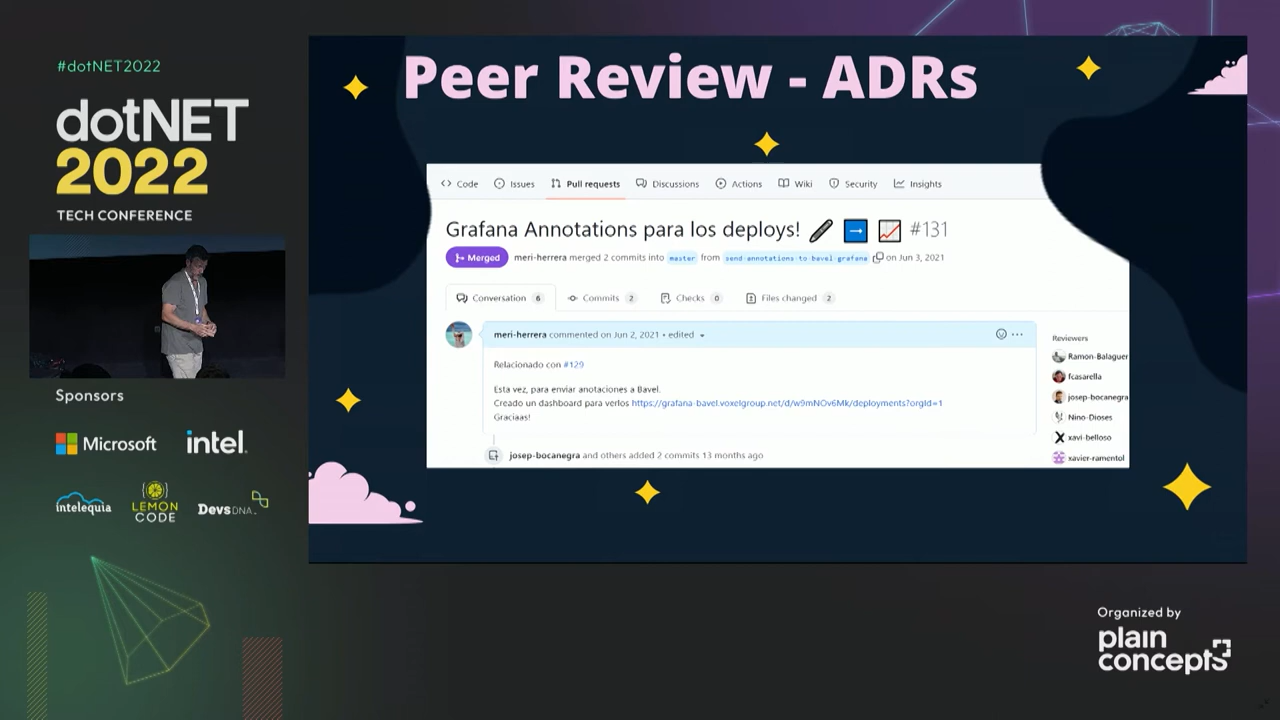 #dotNET2022
dotNET
2022
TECH CONFERENCE
Sponsors
Microsoft
intel.
intelequia
LEMON
CODE
DevsDNA
Peer Review - ADRs
Code Issues Pull requests Discussions Actions Wiki Security Insights
Grafana Annotations para los deploys! #131
Merged meri-herrera merged 2 commits into master from send-annotations-to-bavel-grafana on Jun 3, 2021
Conversation 6 Commits 2 Checks 0 Files changed 2
meri-herrera commented on Jun 2, 2021 • edited
Relacionado con #129
Esta vez, para enviar anotaciones a Bavel.
Creado un dashboard para verlos https://grafana-bavel.voxelgroup.net/d/w9mNOv6Mk/deployments?orgId=1
Graciaas!
josep-bocanegra and others added 2 commits 13 months ago
Reviewers
Ramon-Balaguer
fcasarella
josep-bocanegra
Nino-Dioses
xavi-belloso
xavier-ramentol
Organized by
plain
concepts